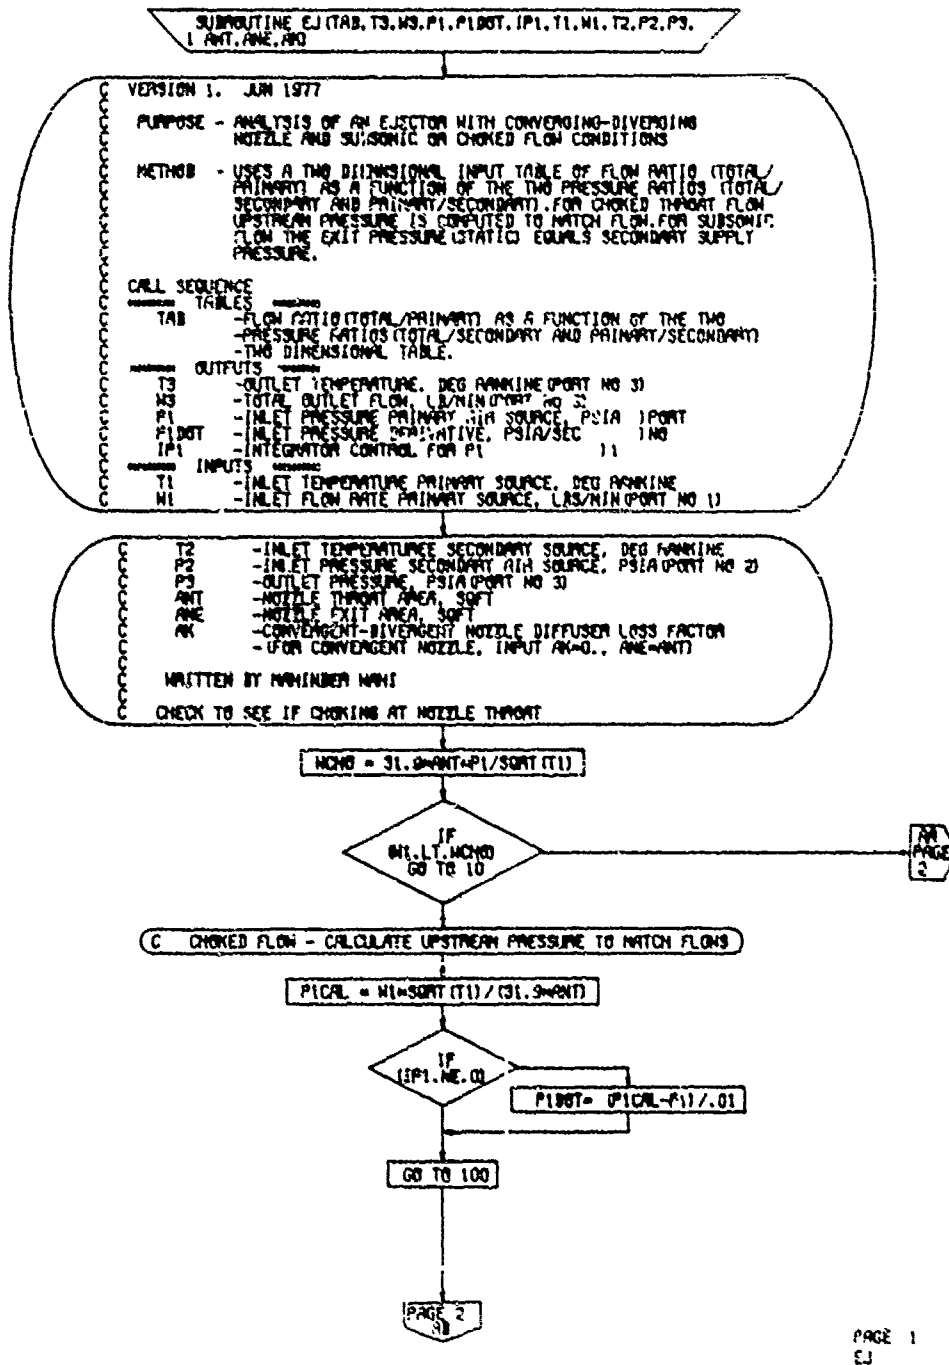 SUBROUTINE EJ(TAB,T3,W3,P1,P1DOT,IP1,T1,W1,T2,P2,P3,
1 ANT,ANE,AK)
C VERSION 1. JUN 1977
C
C PURPOSE - ANALYSIS OF AN EJECTOR WITH CONVERGING-DIVERGING
C NOZZLE AND SUBSONIC OR CHOKED FLOW CONDITIONS
C
C METHOD - USES A TWO DIMENSIONAL INPUT TABLE OF FLOW RATIO (TOTAL/
C PRIMARY) AS A FUNCTION OF THE TWO PRESSURE RATIOS (TOTAL/
C SECONDARY AND PRIMARY/SECONDARY).FOR CHOKED THROAT FLOW
C UPSTREAM PRESSURE IS COMPUTED TO MATCH FLOW.FOR SUBSONIC
C FLOW THE EXIT PRESSURE(STATIC) EQUALS SECONDARY SUPPLY
C PRESSURE.
C
C CALL SEQUENCE
C TABLES
C TAB -FLOW RATIO(TOTAL/PRIMARY) AS A FUNCTION OF THE TWO
C -PRESSURE RATIOS(TOTAL/SECONDARY AND PRIMARY/SECONDARY)
C -TWO DIMENSIONAL TABLE.
C OUTPUTS
C T3 -OUTLET TEMPERATURE, DEG RANKINE(PORT NO 3)
C W3 -TOTAL OUTLET FLOW, LB/MIN(PORT NO 3)
C P1 -INLET PRESSURE PRIMARY AIR SOURCE, PSIA )PORT
C P1DOT -INLET PRESSURE DERIVATIVE, PSIA/SEC )NO
C IP1 -INTEGRATOR CONTROL FOR P1 )1
C INPUTS
C T1 -INLET TEMPERATURE PRIMARY SOURCE, DEG RANKINE
C W1 -INLET FLOW RATE PRIMARY SOURCE, LBS/MIN(PORT NO 1)
C T2 -INLET TEMPERATUREE SECONDARY SOURCE, DEG RANKINE
C P2 -INLET PRESSURE SECONDARY AIR SOURCE, PSIA(PORT NO 2)
C P3 -OUTLET PRESSURE, PSIA(PORT NO 3)
C ANT -NOZZLE THROAT AREA, SQFT
C ANE -NOZZLE EXIT AREA, SQFT
C AK -CONVERGENT-DIVERGENT NOZZLE DIFFUSER LOSS FACTOR
C -(FOR CONVERGENT NOZZLE, INPUT AK=0., ANE=ANT)
C
C WRITTEN BY MAHINDER WAHI
C
C CHECK TO SEE IF CHOKING AT NOZZLE THROAT
WCHO = 31.9*ANT*P1/SQRT(T1)
IF
(W1.LT.WCHO)
GO TO 10
AA
PAGE
2
C CHOKED FLOW - CALCULATE UPSTREAM PRESSURE TO MATCH FLOWS
P1CAL = W1*SQRT(T1)/(31.9*ANT)
IF
(IP1.NE.0)
P1DOT= (P1CAL-P1)/.01
GO TO 100
PAGE 2
AB
PAGE 1
EJ